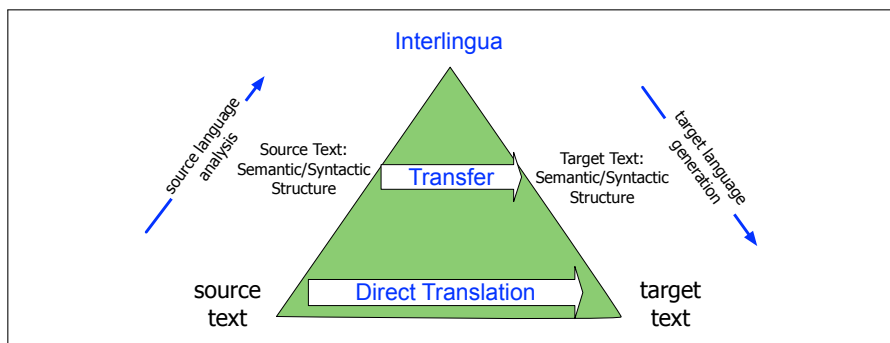 Interlingua
source language
analysis
target language
generation
Source Text:
Semantic/Syntactic
Structure
Transfer
Target Text:
Semantic/Syntactic
Structure
source
text
Direct Translation
target
text